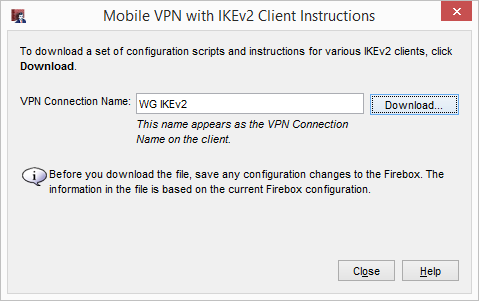 Mobile VPN with IKEv2 Client Instructions
To download a set of configuration scripts and instructions for various IKEv2 clients, click
Download.
VPN Connection Name: WG IKEv2 Download...
This name appears as the VPN Connection
Name on the client.
Before you download the file, save any configuration changes to the Firebox. The
information in the file is based on the current Firebox configuration.
Close Help